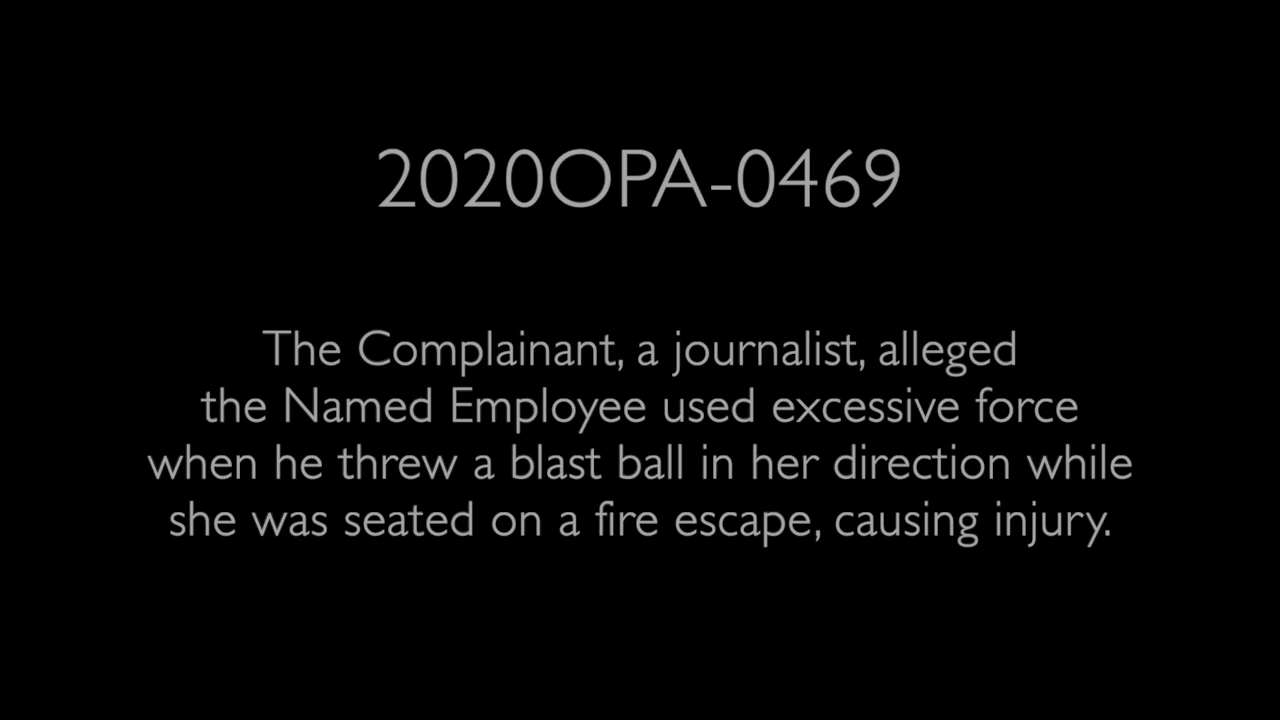 2020OPA-0469
The Complainant, a journalist, alleged
the Named Employee used excessive force
when he threw a blast ball in her direction while
she was seated on a fire escape, causing injury.